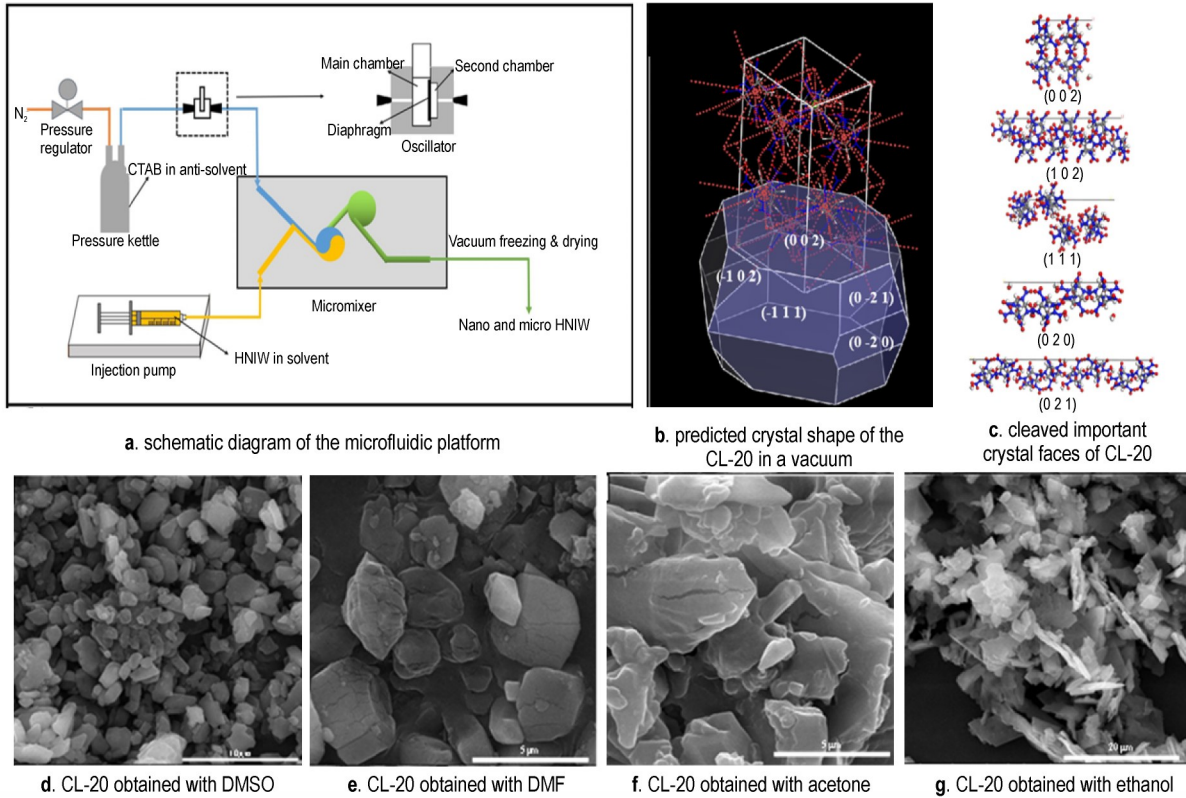 Main chamber
Second chamber
Diaphragm
Oscillator
N2
Pressure
regulator
CTAB in anti-solvent
Pressure kettle
Vacuum freezing & drying
Micromixer
Nano and micro HNIW
HNIW in solvent
Injection pump
a. schematic diagram of the microfluidic platform
(0 0 2)
(-1 0 2)
(0 -2 1)
(-1 1 1)
(0 -2 0)
b. predicted crystal shape of the
CL-20 in a vacuum
(0 0 2)
(1 0 2)
(1 1 1)
(0 2 0)
(0 2 1)
c. cleaved important
crystal faces of CL-20
10μm
5 μm
5 μm
20 μm
d. CL-20 obtained with DMSO
e. CL-20 obtained with DMF
f. CL-20 obtained with acetone
g. CL-20 obtained with ethanol